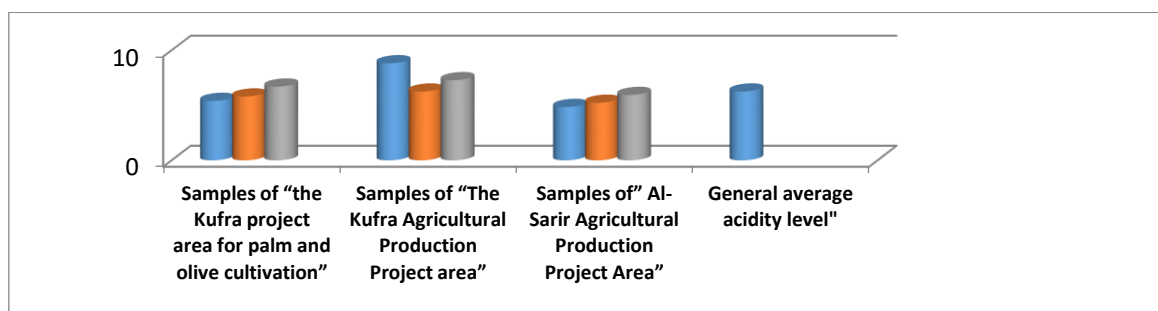 10
0
Samples of “the
Kufra project
area for palm and
olive cultivation”
Samples of “The
Kufra Agricultural
Production
Project area”
Samples of” Al-
Sarir Agricultural
Production
Project Area”
General average
acidity level"